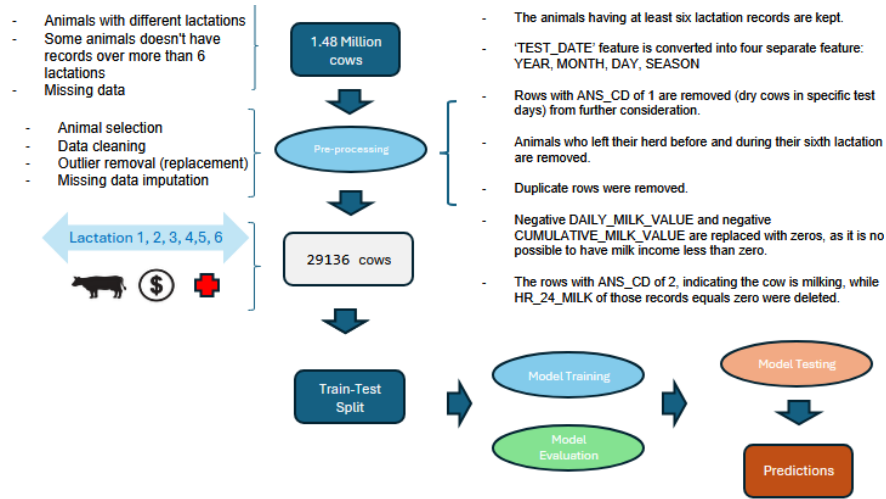 - Animals with different lactations
- Some animals doesn't have
records over more than 6
lactations
- Missing data
1.48 Million
cows
- Animal selection
- Data cleaning
- Outlier removal (replacement)
- Missing data imputation
Pre-processing
Lactation 1, 2, 3, 4,5, 6
$
29136 cows
- The animals having at least six lactation records are kept.
- ‘TEST_DATE’ feature is converted into four separate feature:
YEAR, MONTH, DAY, SEASON
- Rows with ANS_CD of 1 are removed (dry cows in specific test
days) from further consideration.
- Animals who left their herd before and during their sixth lactation
are removed.
- Duplicate rows were removed.
- Negative DAILY_MILK_VALUE and negative
CUMULATIVE_MILK_VALUE are replaced with zeros, as it is no
possible to have milk income less than zero.
- The rows with ANS_CD of 2, indicating the cow is milking, while
HR_24_MILK of those records equals zero were deleted.
Train-Test
Split
Model Training
Model
Evaluation
Model Testing
Predictions